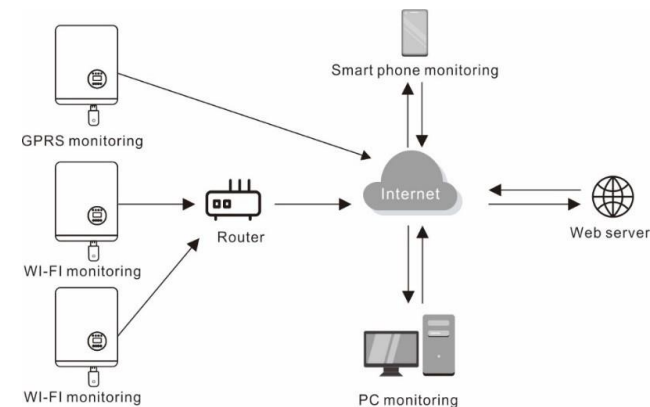 Smart phone monitoring
GPRS monitoring
Internet
Router
Web server
WI-FI monitoring
WI-FI monitoring
PC monitoring